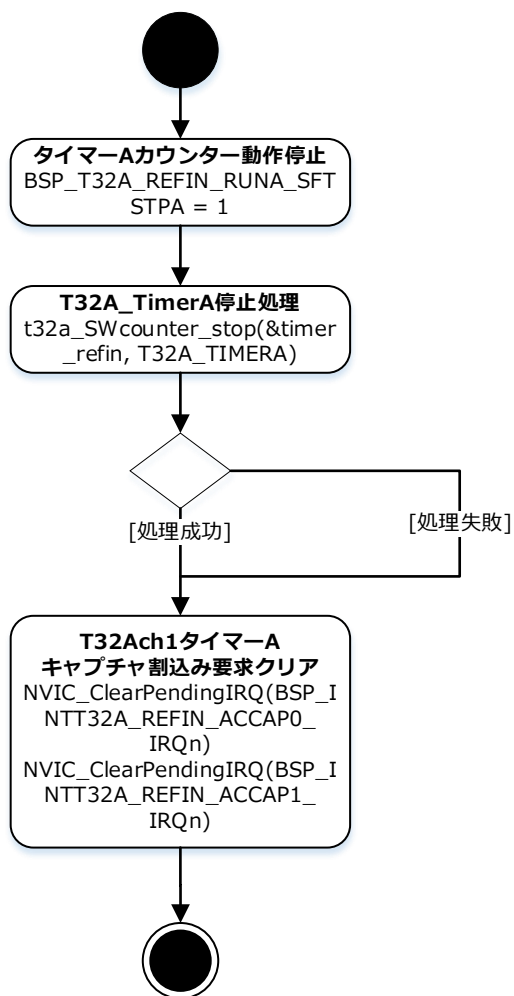 タイマーAカウンター動作停止
BSP_T32A_REFIN_RUNA_SFT
STPA = 1
T32A_TimerA停止処理
t32a_SWcounter_stop(&timer
_refin, T32A_TIMERA)
[処理成功]
[処理失敗]
T32Ach1タイマーA
キャプチャ割込み要求クリア
NVIC_ClearPendingIRQ(BSP_I
NTT32A_REFIN_ACCAP0_
IRQn)
NVIC_ClearPendingIRQ(BSP_I
NTT32A_REFIN_ACCAP1_
IRQn)